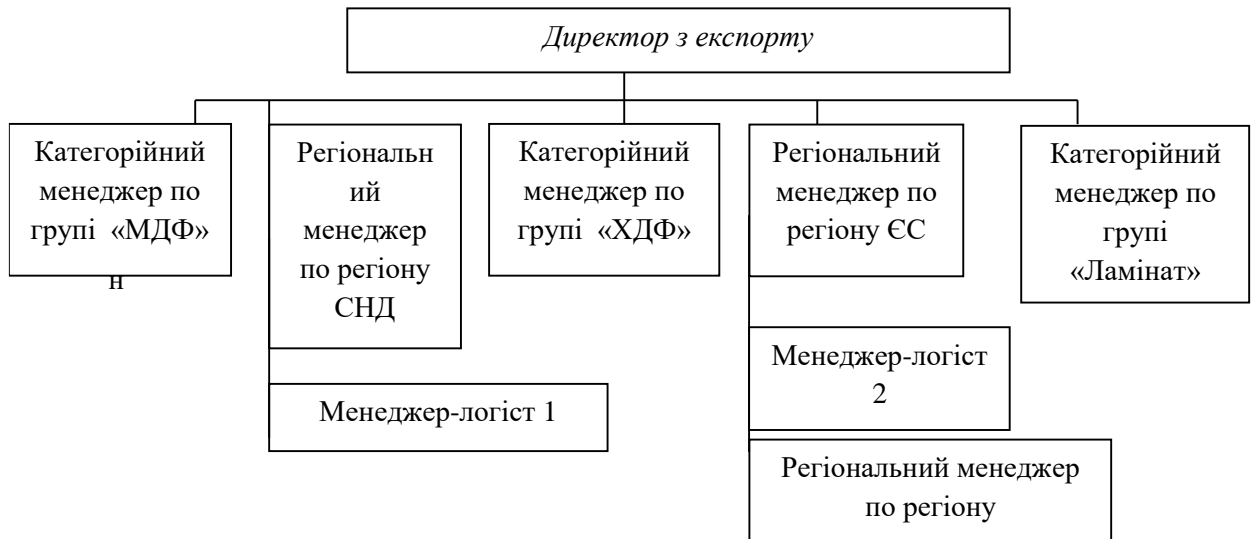 Директор з експорту
Категорійний
менеджер по
групі «МДФ»
н
Регіональн
ий
менеджер
по регіону
СНД
Категорійний
менеджер по
групі «ХДФ»
Регіональний
менеджер по
регіону ЄС
Категорійний
менеджер по
групі
«Ламінат»
Менеджер-логіст 1
Менеджер-логіст
2
Регіональний менеджер
по регіону